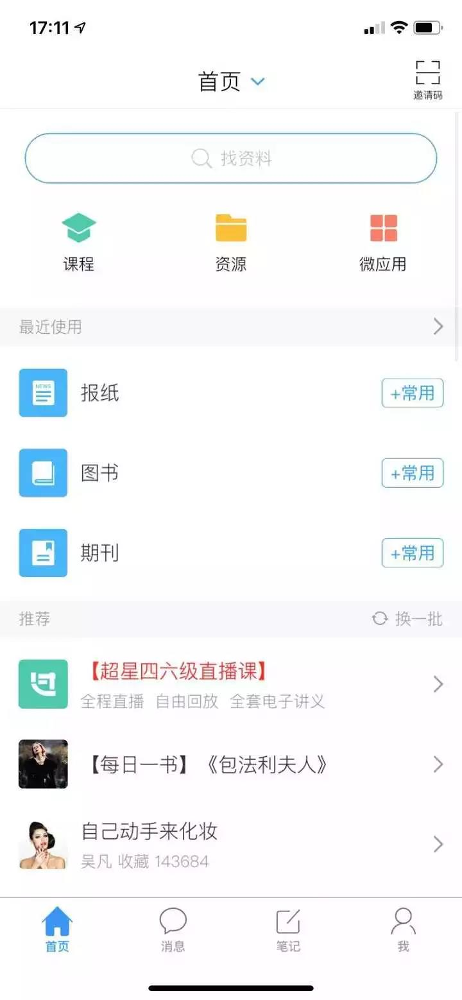 17:11
首页
邀请码
找资料
课程
资源
微应用
最近使用
NEWS
报纸
+常用
图书
+常用
期刊
+常用
推荐
换一批
【超星四六级直播课】
全程直播 自由回放 全套电子讲义
【每日一书】《包法利夫人》
自己动手来化妆
吴凡 收藏 143684
首页
消息
笔记
我